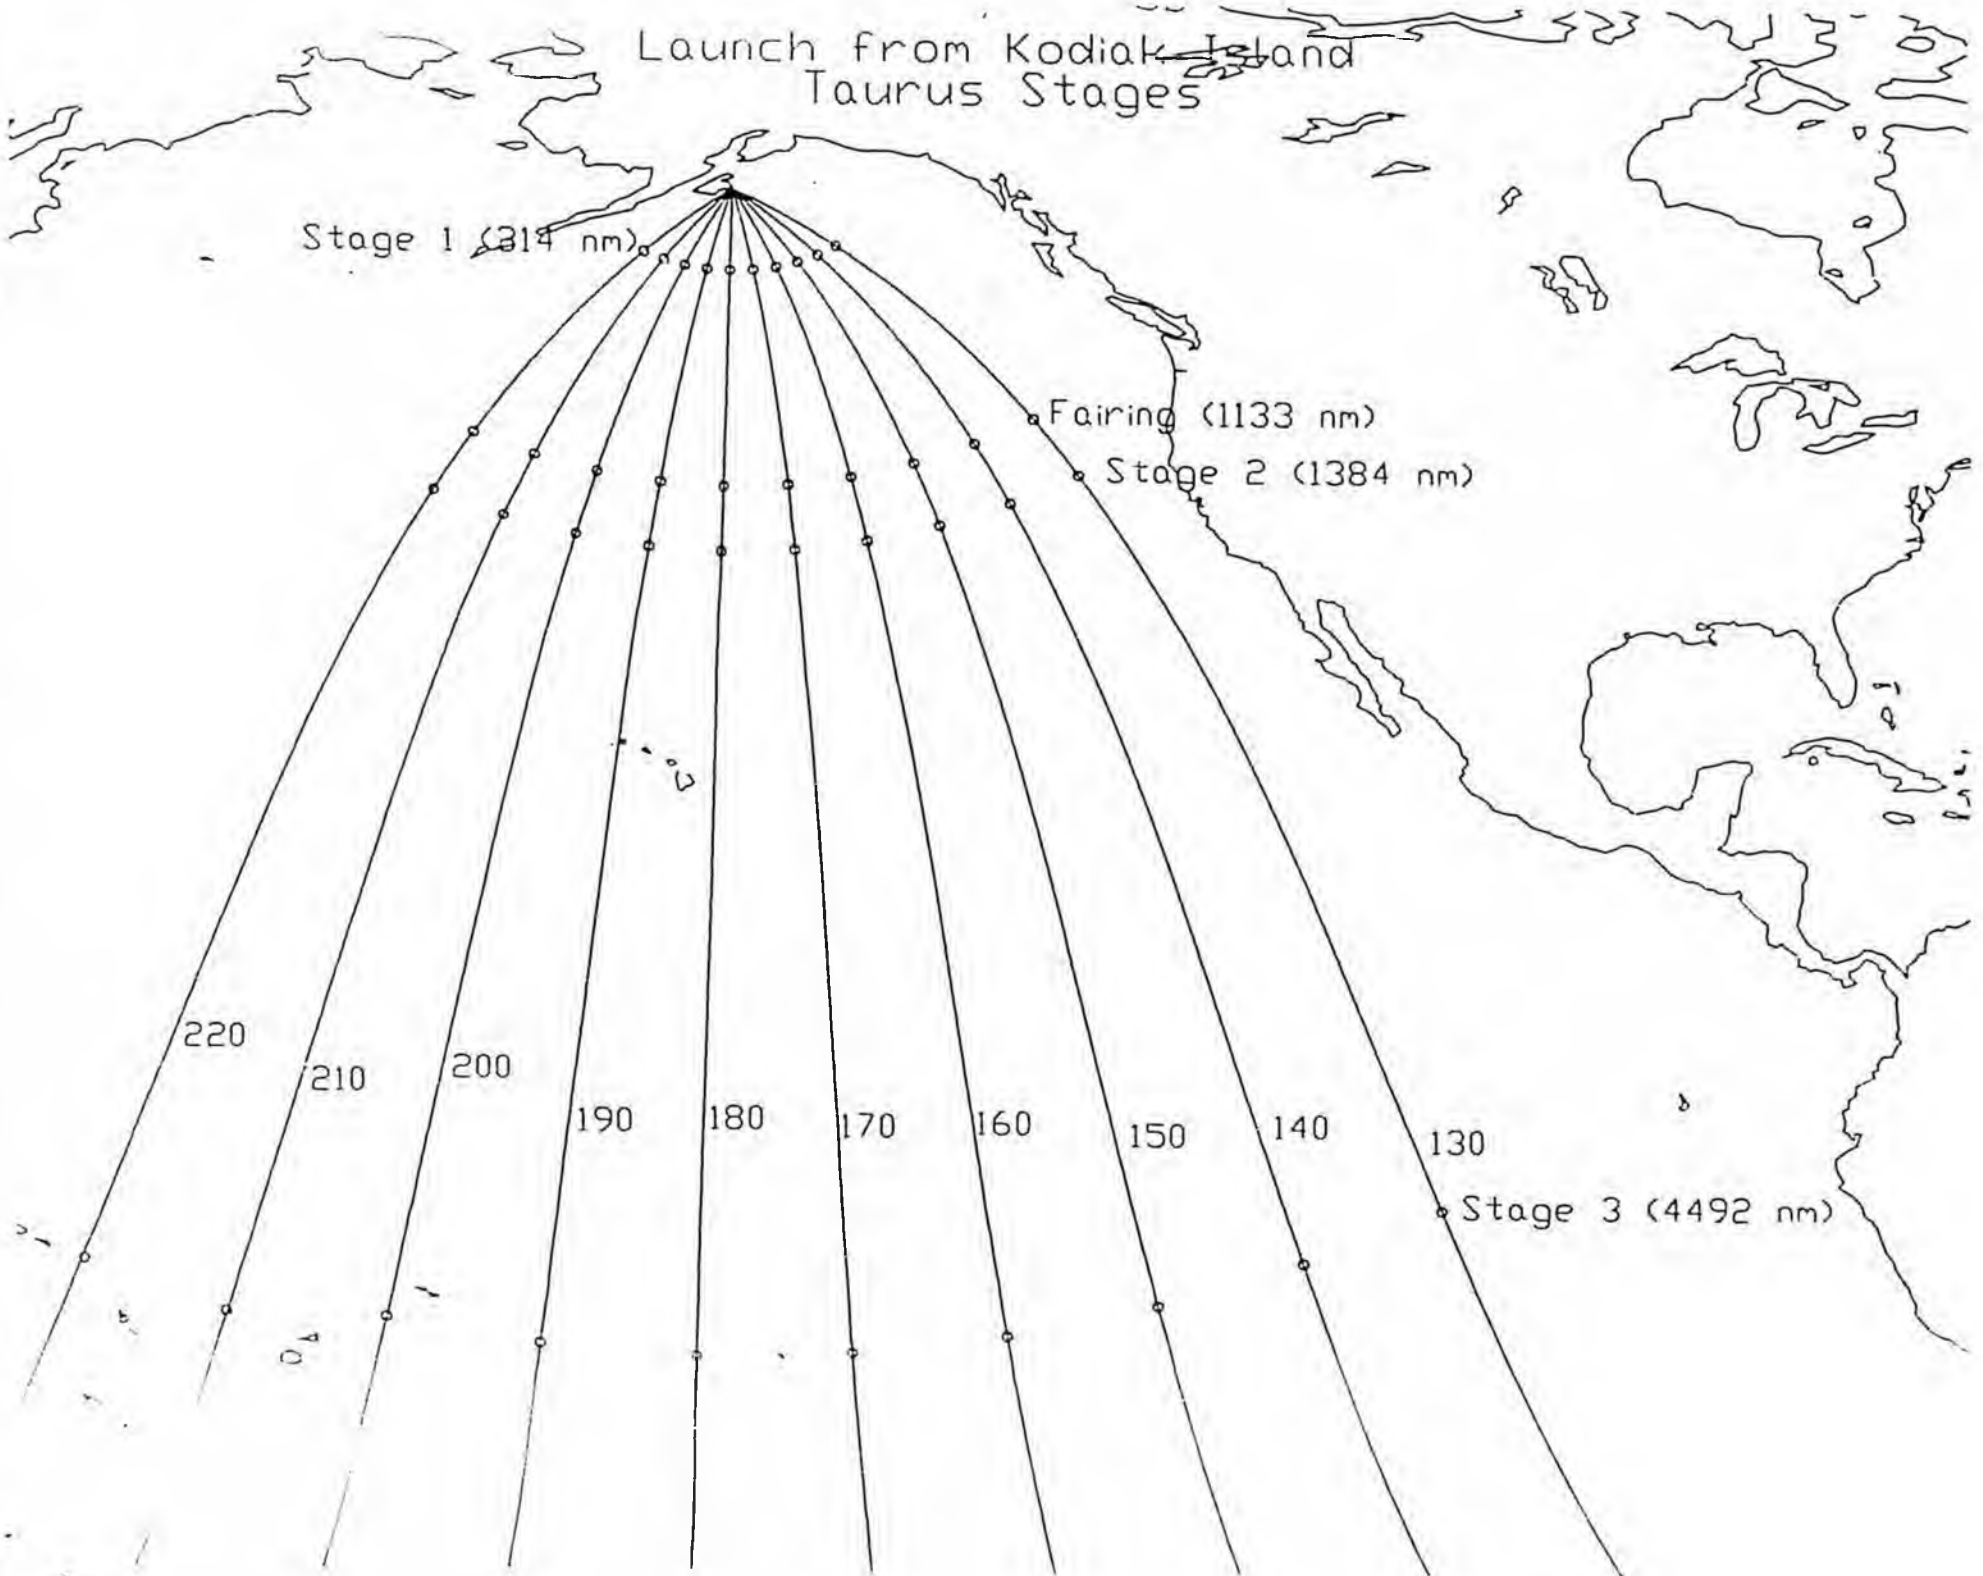 Launch from Kodiak Island
Taurus Stages
Stage 1 (314 nm)
Fairing (1133 nm)
Stage 2 (1384 nm)
220
210
200
190
180
170
160
150
140
130
Stage 3 (4492 nm)